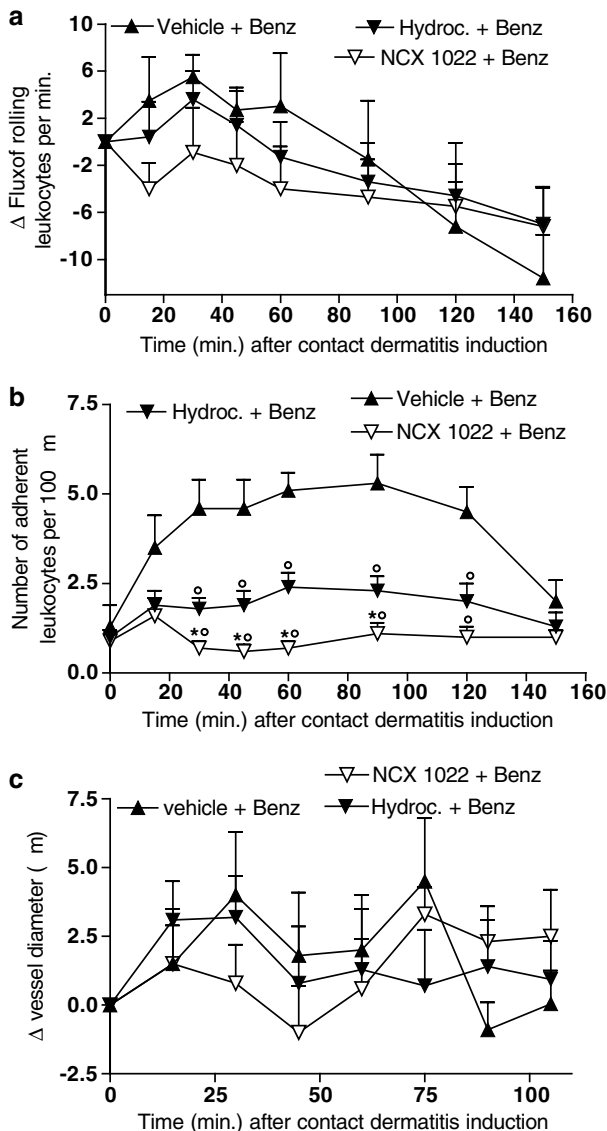 a
Vehicle + Benz
Hydroc. + Benz
NCX 1022 + Benz
Δ Fluxof rolling
leukocytes per min.
10
6
2
-2
-6
-10
0 20 40 60 80 100 120 140 160
Time (min.) after contact dermatitis induction
b
Hydroc. + Benz
Vehicle + Benz
NCX 1022 + Benz
Number of adherent
leukocytes per 100 m
7.5
5.0
2.5
0.0
° ° ° ° °
*° *° *° *° °
0 20 40 60 80 100 120 140 160
Time (min.) after contact dermatitis induction
c
NCX 1022 + Benz
vehicle + Benz
Hydroc. + Benz
Δ vessel diameter ( m)
7.5
5.0
2.5
0.0
-2.5
0 25 50 75 100
Time (min.) after contact dermatitis induction